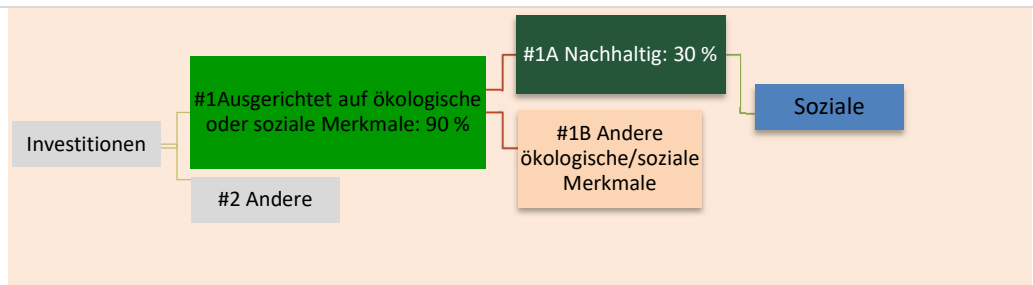 Investitionen
#1Ausgerichtet auf ökologische
oder soziale Merkmale: 90 %
#2 Andere
#1A Nachhaltig: 30 %
#1B Andere
ökologische/soziale
Merkmale
Soziale